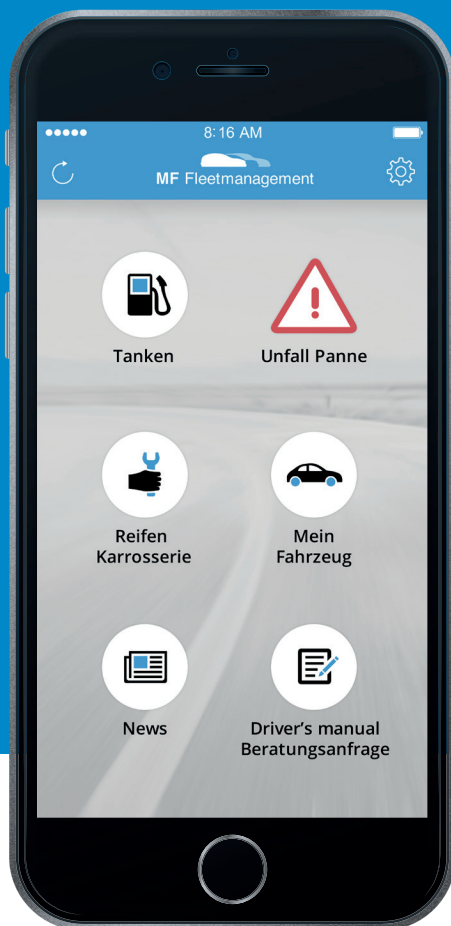 8:16 AM
MF Fleetmanagement
Tanken
Unfall Panne
Reifen
Karrosserie
Mein
Fahrzeug
News
Driver's manual
Beratungsanfrage